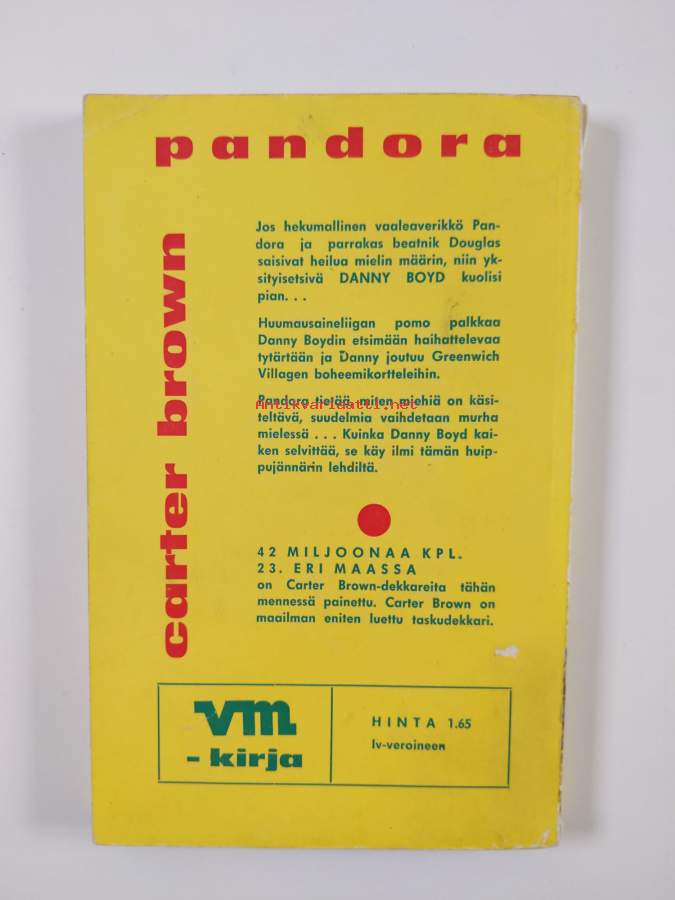 pandora
carter brown
Jos hekumallinen vaaleaverikkö Pan-
dora ja parrakas beatnik Douglas
saisivat heilua mielin määrin, niin yk-
sityisetsivä DANNY BOYD kuolisi
pian...
Huumausaineliigan pomo palkkaa
Danny Boydin etsimään haihattelevaa
tytärtään ja Danny joutuu Greenwich
Villagen boheemikortteleihin.
Pandora tietää, miten miehiä on käsi-
Antikvariaatti.net
teltävä, suudelmia vaihdetaan murha
mielessä ... Kuinka Danny Boyd kai-
ken selvittää, se käy ilmi tämän huip-
pujännärin lehdiltä.
42 MILJOONAA KPL.
23. ERI MAASSA
on Carter Brown-dekkareita tähän
mennessä painettu. Carter Brown on
maailman eniten luettu taskudekkari.
vm
- kirja
HINTA 1.65
lv-veroineen